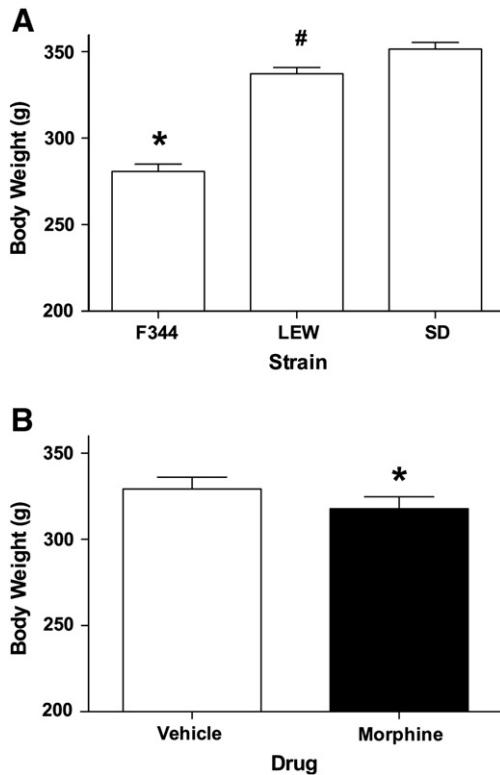 A
Body Weight (g)
350
300
250
200
*
#
F344 LEW SD
Strain
B
Body Weight (g)
350
300
250
200
*
Vehicle Morphine
Drug